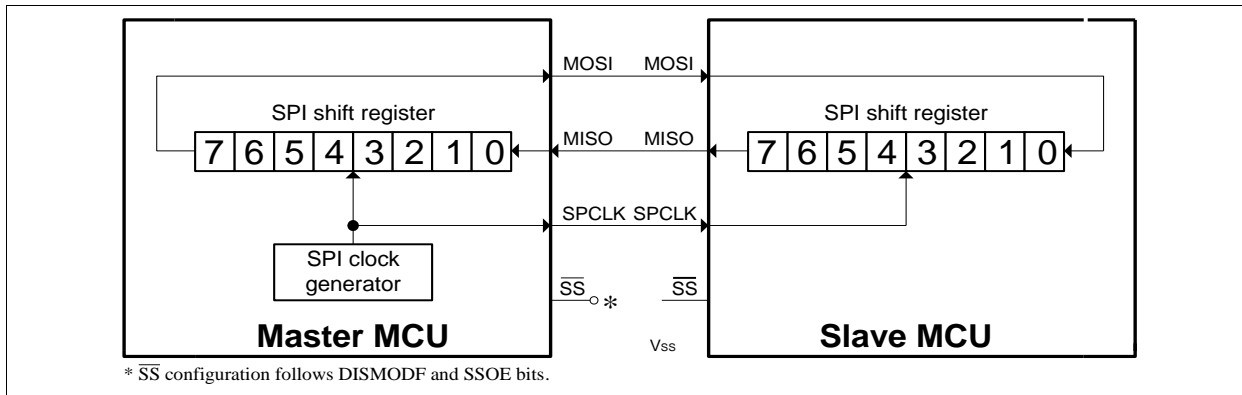 MOSI MOSI
SPI shift register SPI shift register
7 6 5 4 3 2 1 0 MISO MISO 7 6 5 4 3 2 1 0
SPCLK SPCLK
SPI clock
generator
SS * SS
Master MCU Vss Slave MCU
* SS configuration follows DISMODF and SSOE bits.